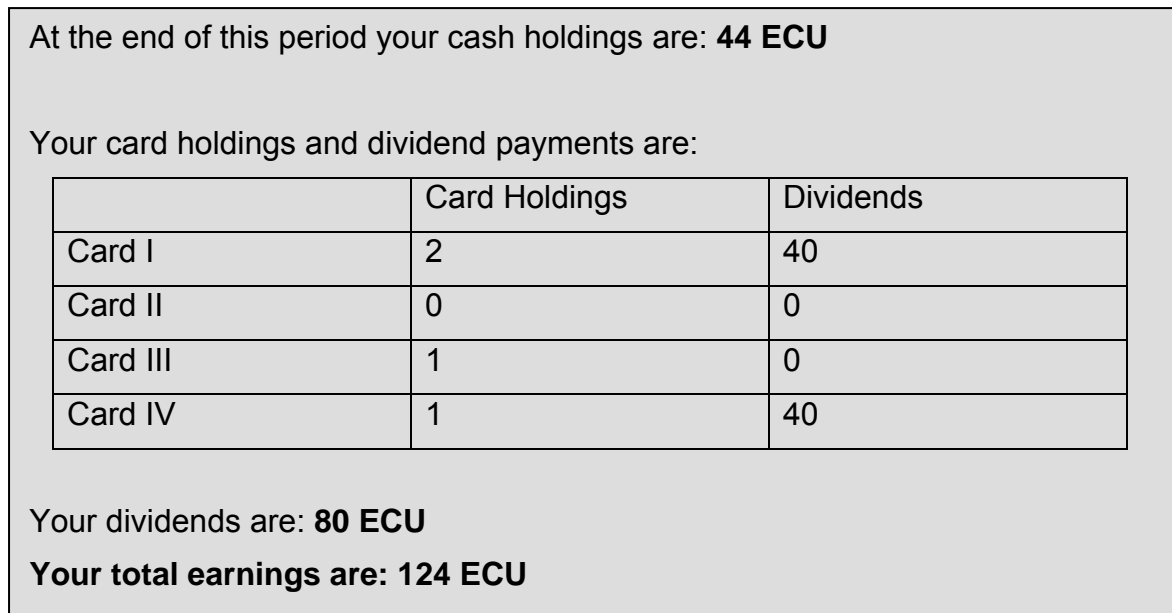 At the end of this period your cash holdings are: 44 ECU
Your card holdings and dividend payments are:
Card Holdings Dividends
Card I 2 40
Card II 0 0
Card III 1 0
Card IV 1 40
Your dividends are: 80 ECU
Your total earnings are: 124 ECU